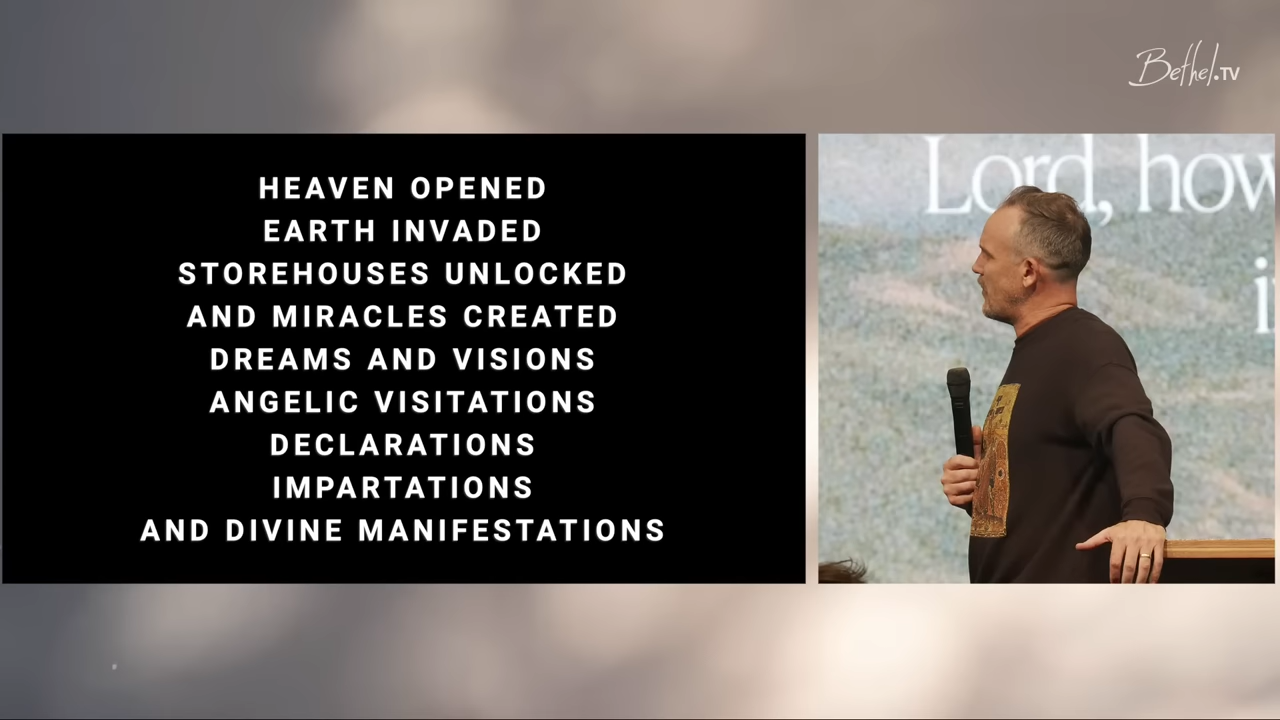 Bethel.TV
HEAVEN OPENED
EARTH INVADED
STOREHOUSES UNLOCKED
AND MIRACLES CREATED
DREAMS AND VISIONS
ANGELIC VISITATIONS
DECLARATIONS
IMPARTATIONS
AND DIVINE MANIFESTATIONS
Lord, how